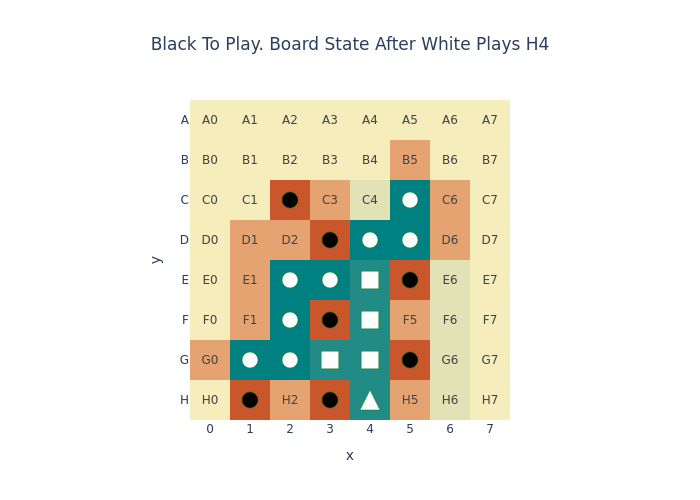 Black To Play. Board State After White Plays H4
A A0 A1 A2 A3 A4 A5 A6 A7
B B0 B1 B2 B3 B4 B5 B6 B7
C C0 C1 C3 C4 C6 C7
D D0 D1 D2 D6 D7
y
E E0 E1 E6 E7
F F0 F1 F5 F6 F7
G G0 G6 G7
H H0 H2 H5 H6 H7
0 1 2 3 4 5 6 7
x